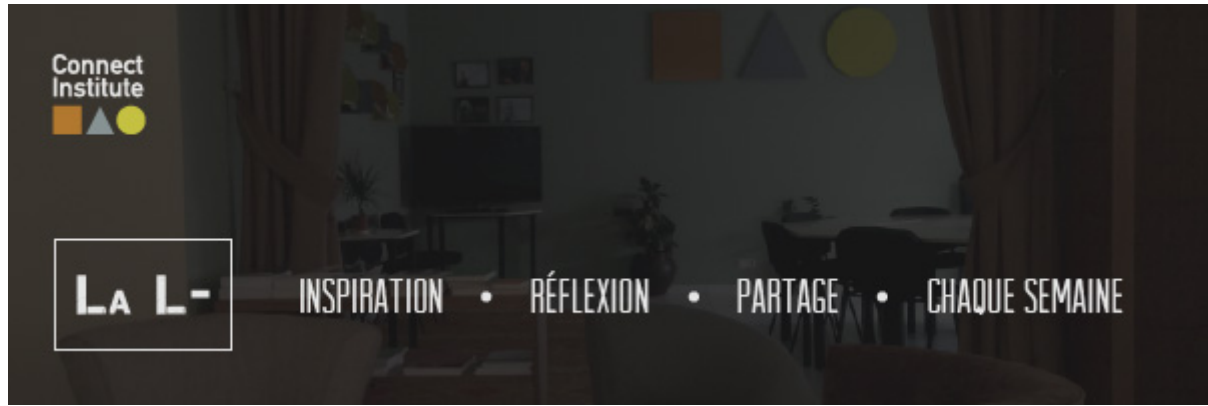 Connect
Institute
LA L-
INSPIRATION • RÉFLEXION • PARTAGE • CHAQUE SEMAINE